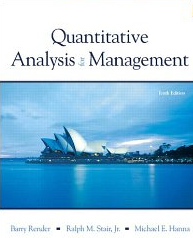 Quantitative
Analysis for Management
Tenth Edition
Barry Render ■ Ralph M. Stair, Jr. ■ Michael E. Hanna